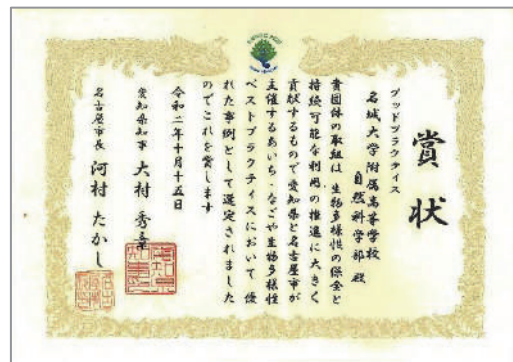 賞状
グッドプラクティス
名城大学附属高等学校
自然科学部 殿
貴団体の取組は生物多様性の保全と
持続可能な利用の推進に大きく
貢献するもので愛知県と名古屋市が
主催するあいち・なごや生物多様性
ベストプラクティスにおいて優
れた事例として選定されました
のでこれを賞します
令和二年十月十五日
愛知県知事 大村秀章
名古屋市長 河村たかし